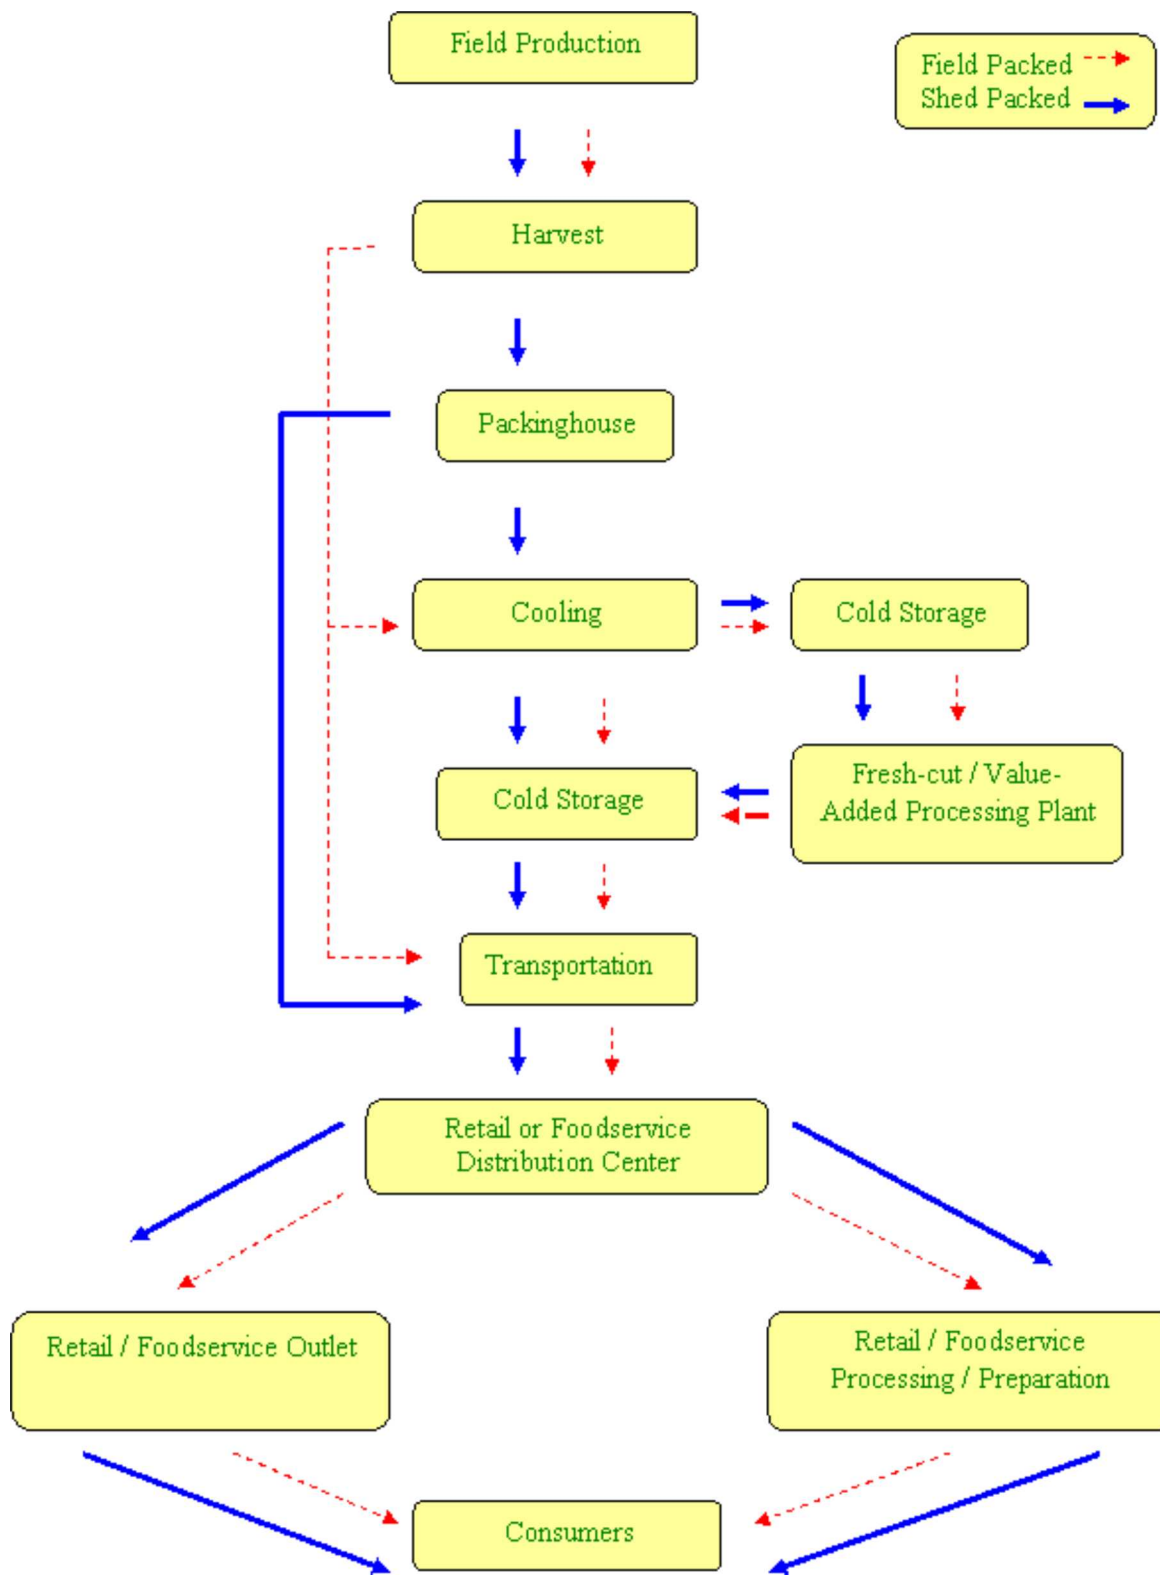 Field Production
Field Packed
Shed Packed
Harvest
Packinghouse
Cooling
Cold Storage
Cold Storage
Fresh-cut / Value-
Added Processing Plant
Transportation
Retail or Foodservice
Distribution Center
Retail / Foodservice Outlet
Retail / Foodservice
Processing / Preparation
Consumers